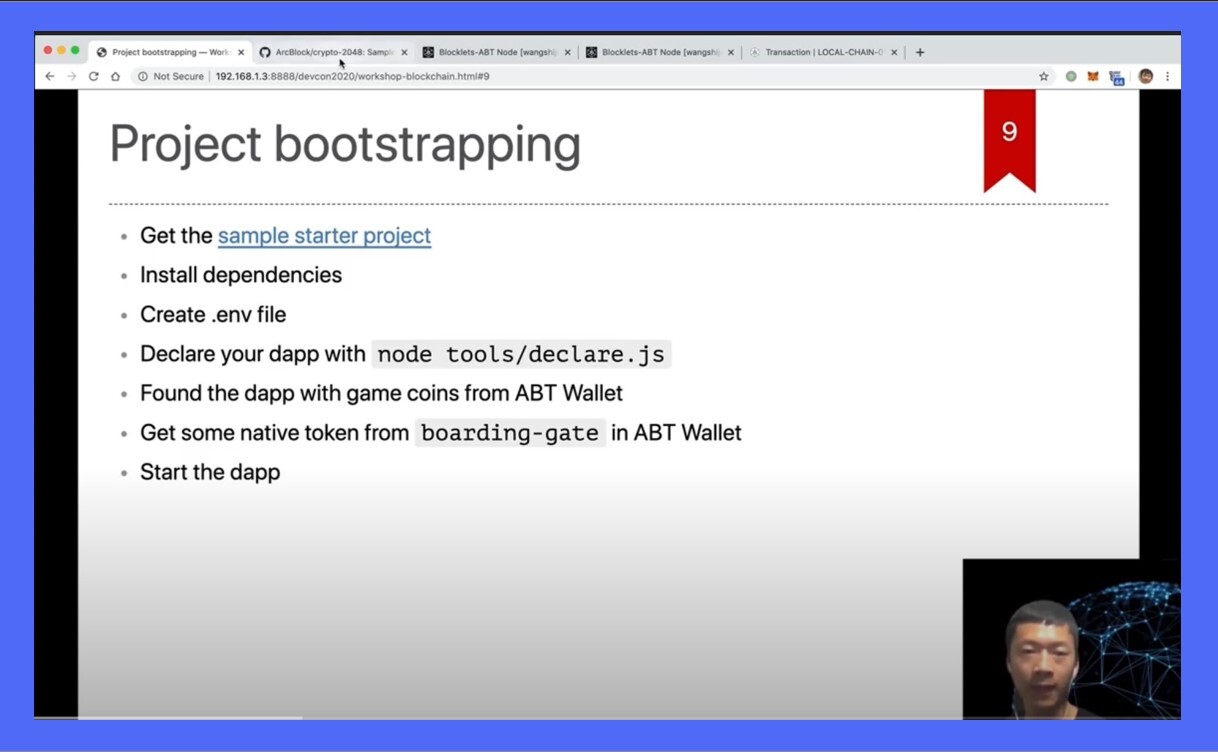 Project bootstrapping — Work
ArcBlock/crypto-2048: Sampl
Blocklets-ABT Node [wangshi
Blocklets-ABT Node [wangshi
Transaction | LOCAL-CHAIN-0
Not Secure | 192.168.1.3:8888/devcon2020/workshop-blockchain.html#9
Project bootstrapping
9
Get the sample starter project
Install dependencies
Create .env file
Declare your dapp with node tools/declare.js
Found the dapp with game coins from ABT Wallet
Get some native token from boarding-gate in ABT Wallet
Start the dapp